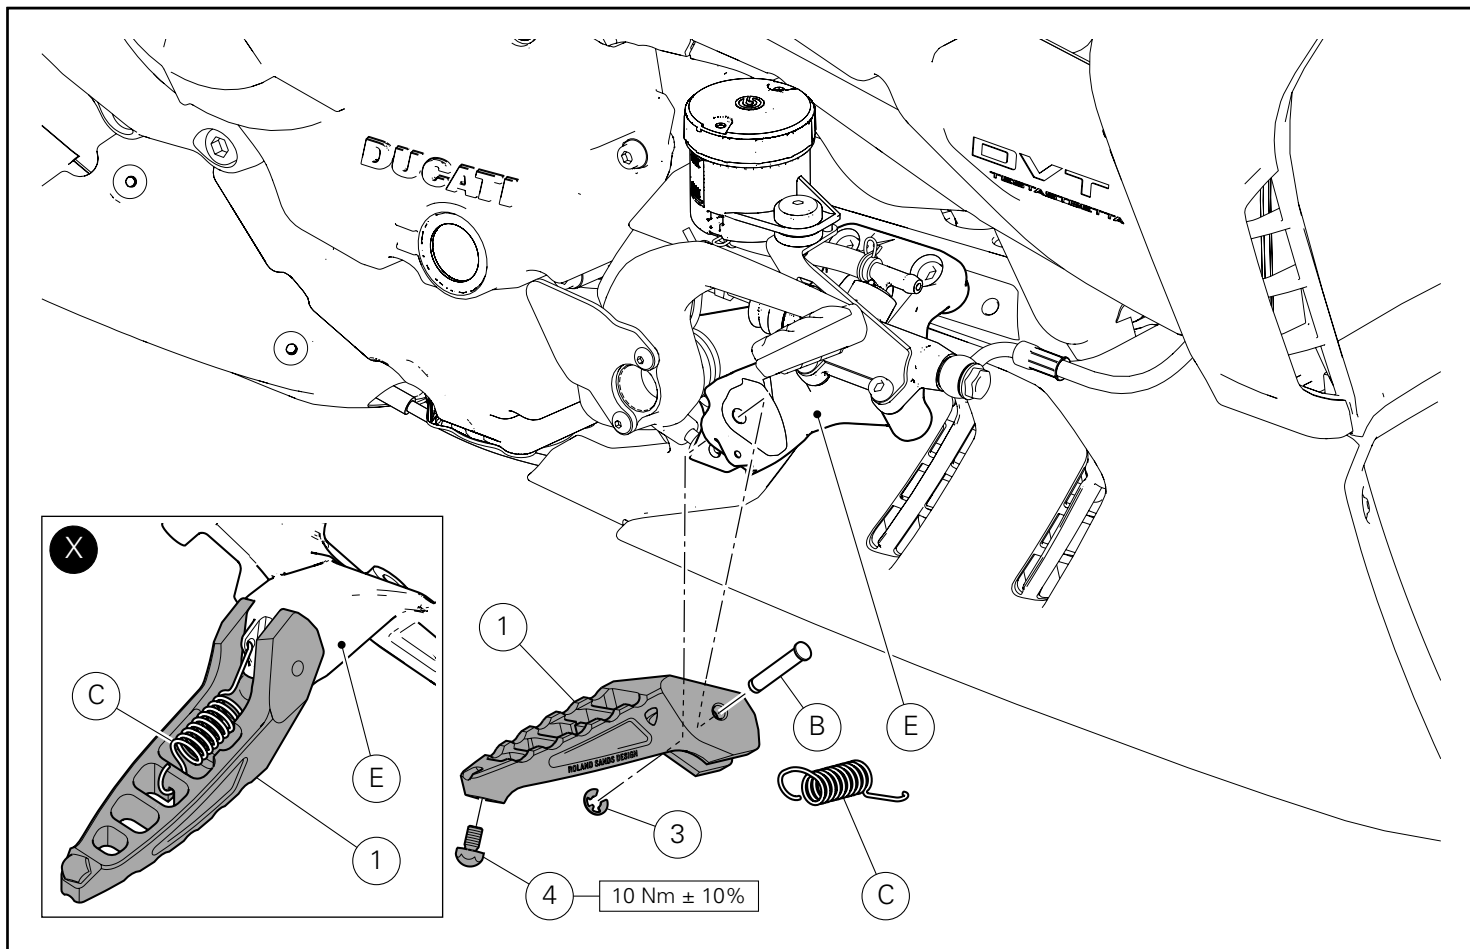 DUCATI
DVT
TESTASTRETTA
X
C
E
1
1
ROLAND SANDS DESIGN
B
E
3
4
10 Nm ± 10%
C